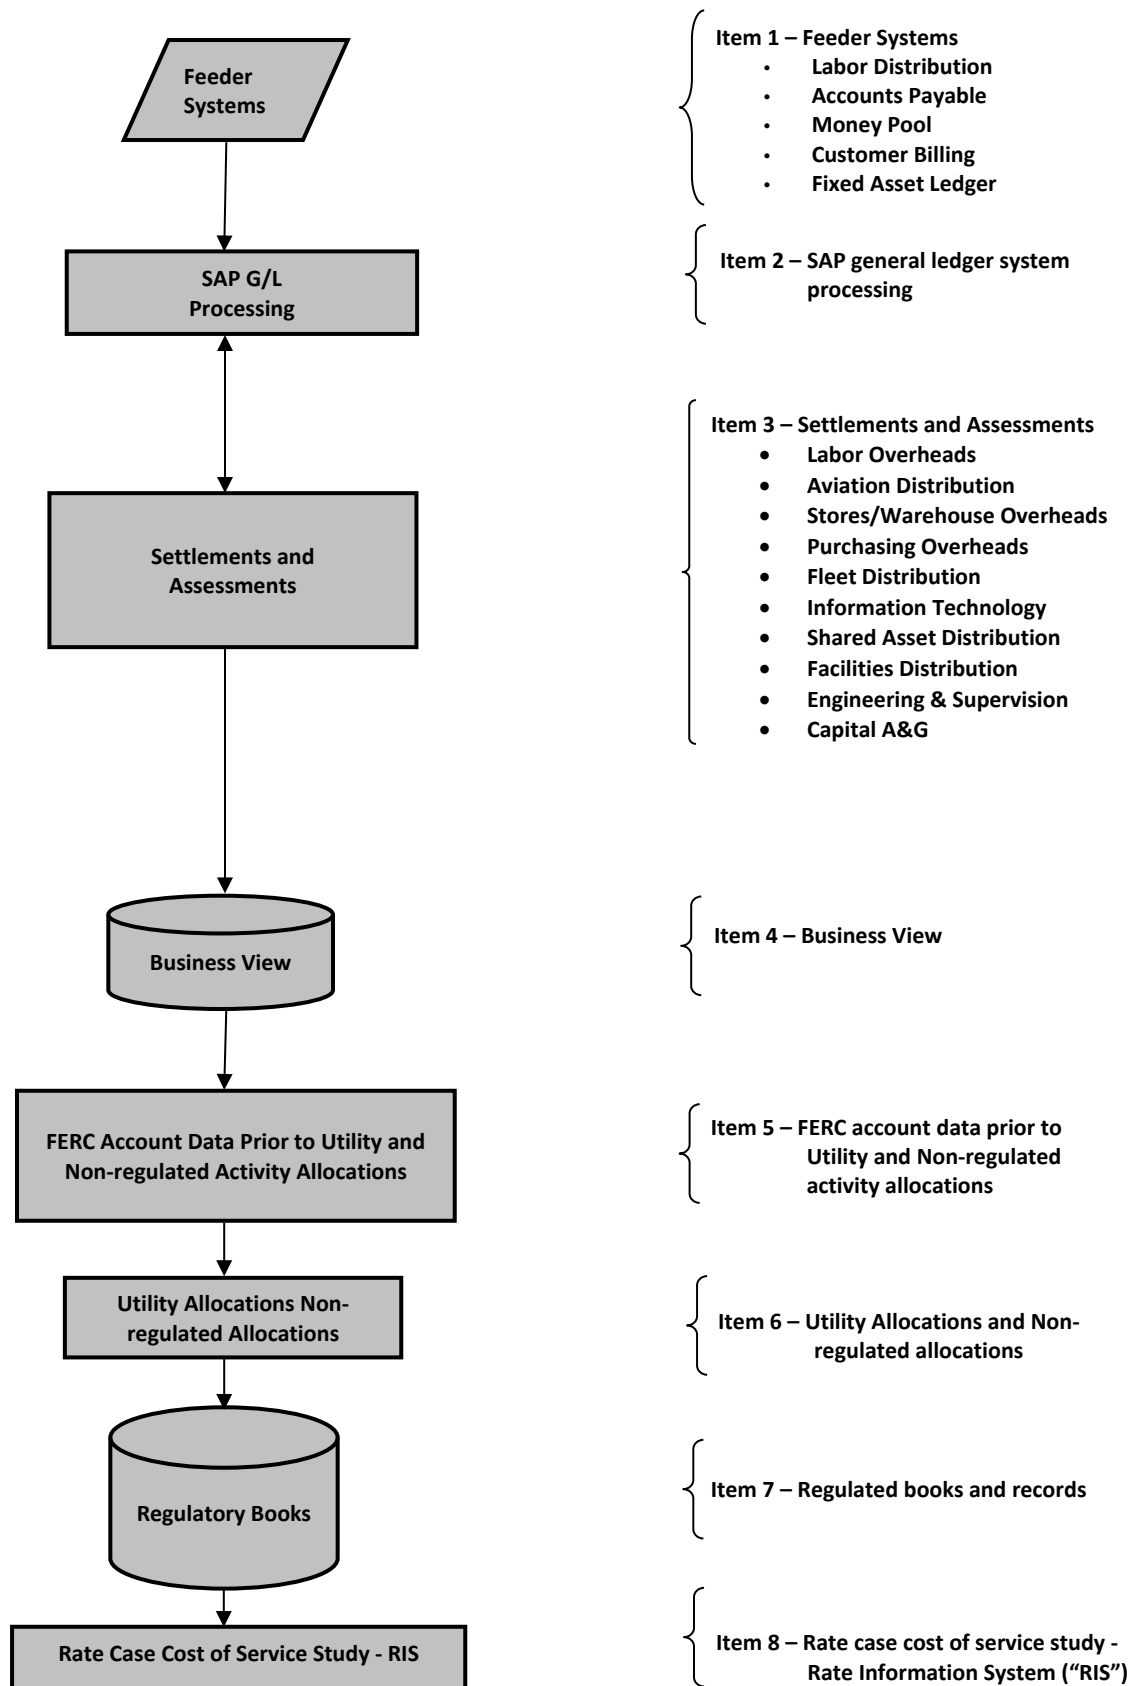 Feeder
Systems
Item 1 – Feeder Systems
• Labor Distribution
• Accounts Payable
• Money Pool
• Customer Billing
• Fixed Asset Ledger
SAP G/L
Processing
Item 2 – SAP general ledger system
processing
Settlements and
Assessments
Item 3 – Settlements and Assessments
• Labor Overheads
• Aviation Distribution
• Stores/Warehouse Overheads
• Purchasing Overheads
• Fleet Distribution
• Information Technology
• Shared Asset Distribution
• Facilities Distribution
• Engineering & Supervision
• Capital A&G
Business View
Item 4 – Business View
FERC Account Data Prior to Utility and
Non-regulated Activity Allocations
Item 5 – FERC account data prior to
Utility and Non-regulated
activity allocations
Utility Allocations Non-
regulated Allocations
Item 6 – Utility Allocations and Non-
regulated allocations
Regulatory Books
Item 7 – Regulated books and records
Rate Case Cost of Service Study - RIS
Item 8 – Rate case cost of service study -
Rate Information System (“RIS”)